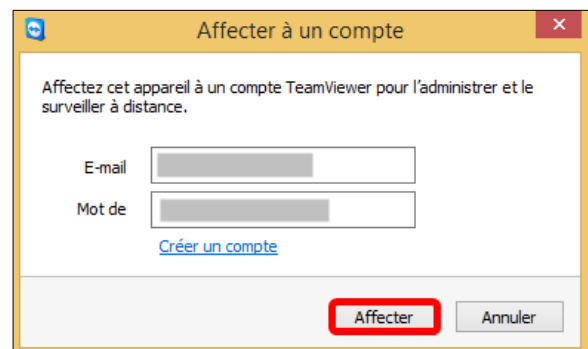 Affecter à un compte
Affectez cet appareil à un compte TeamViewer pour l'administrer et le
surveiller à distance.
E-mail
Mot de
Créer un compte
Affecter Annuler